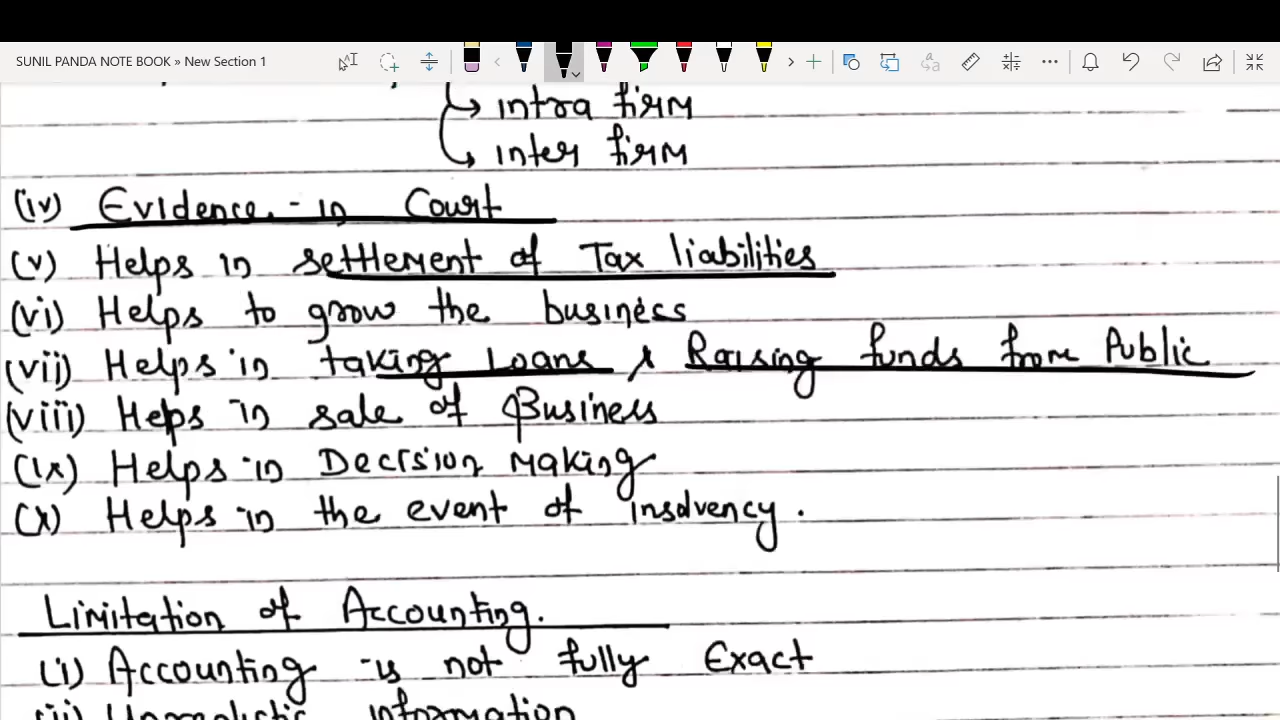 SUNIL PANDA NOTE BOOK » New Section 1
intra firm
inter firm
(iv) Evidence in Court
(v) Helps in settlement of Tax liabilities
(vi) Helps to grow the business
(vii) Helps in taking Loans & Raising funds from Public
(viii) Helps in sale of Business
(ix) Helps in Decision Making
(x) Helps in the event of insolvency.
Limitation of Accounting.
(i) Accounting is not fully Exact
(ii) Unrealistic information